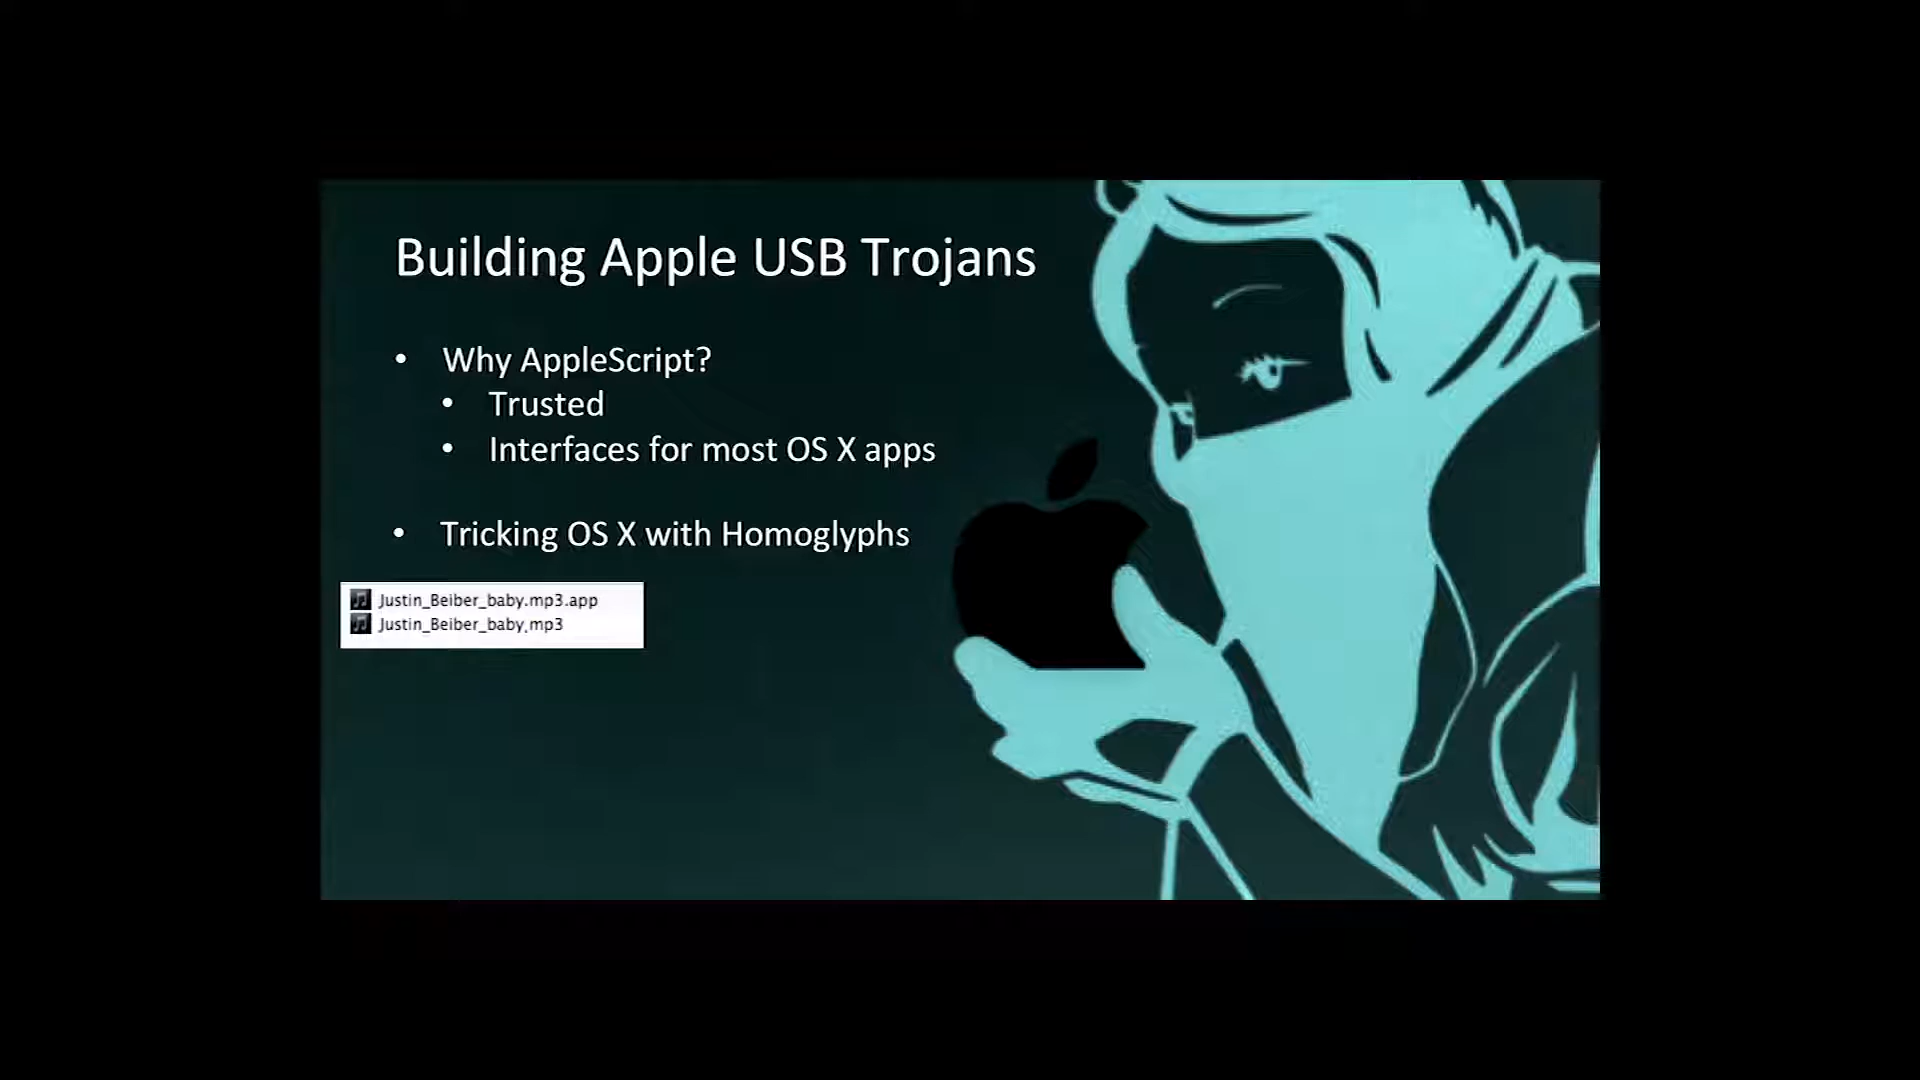 Building Apple USB Trojans
• Why AppleScript?
• Trusted
• Interfaces for most OS X apps
• Tricking OS X with Homoglyphs
Justin_Beiber_baby.mp3.app
Justin_Beiber_baby‚mp3